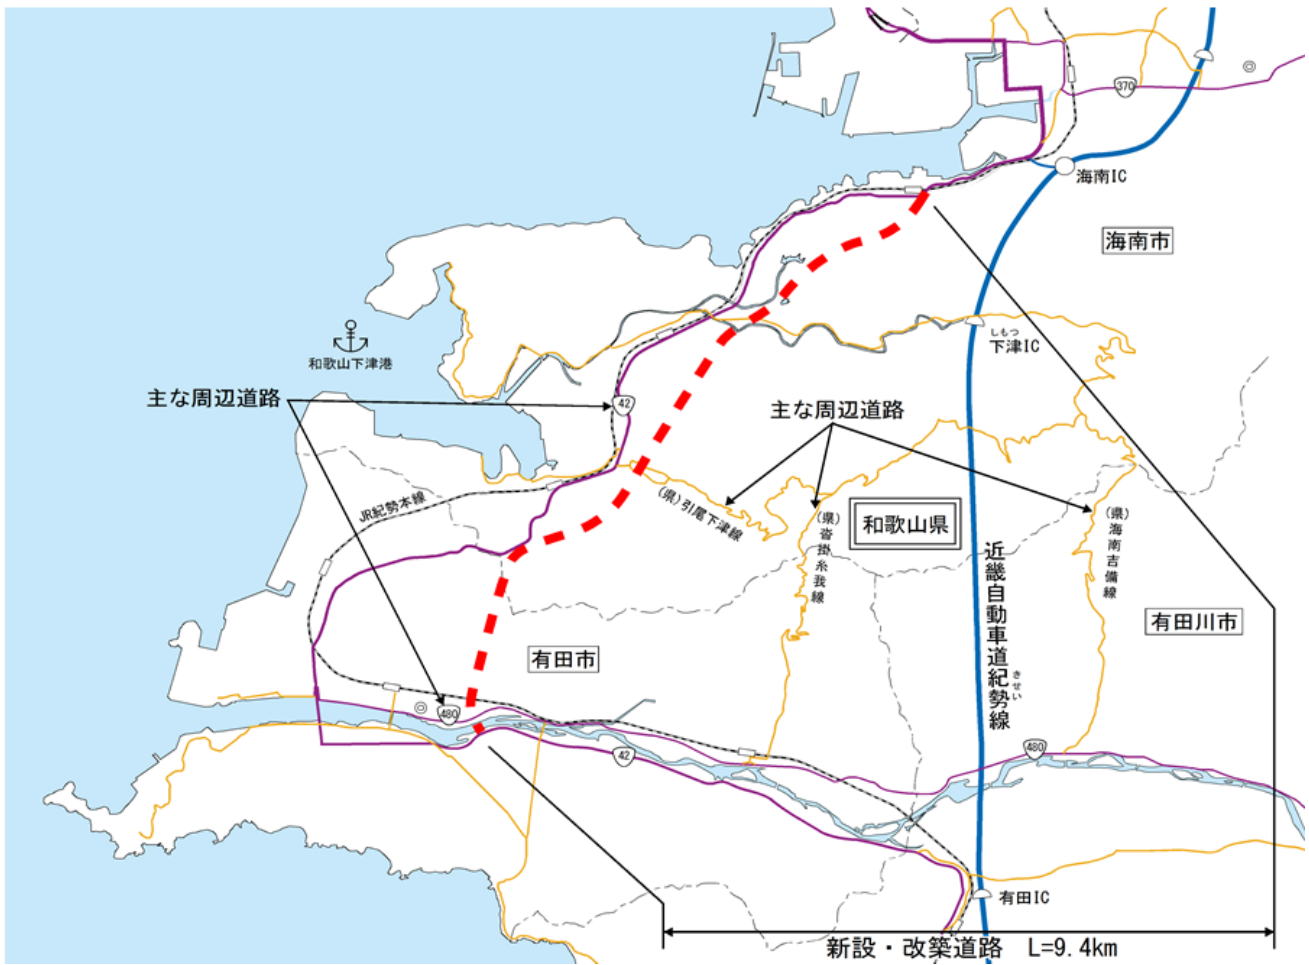 370
海南IC
海南市
しもつ
下津IC
和歌山下津港
主な周辺道路
42
主な周辺道路
JR紀勢本線
(県)引尾下津線
(県)沓掛糸我線
和歌山県
(県)海南吉備線
近畿自動車道紀勢線
きせい
有田川市
有田市
480
42
480
有田IC
新設・改築道路 L=9.4km